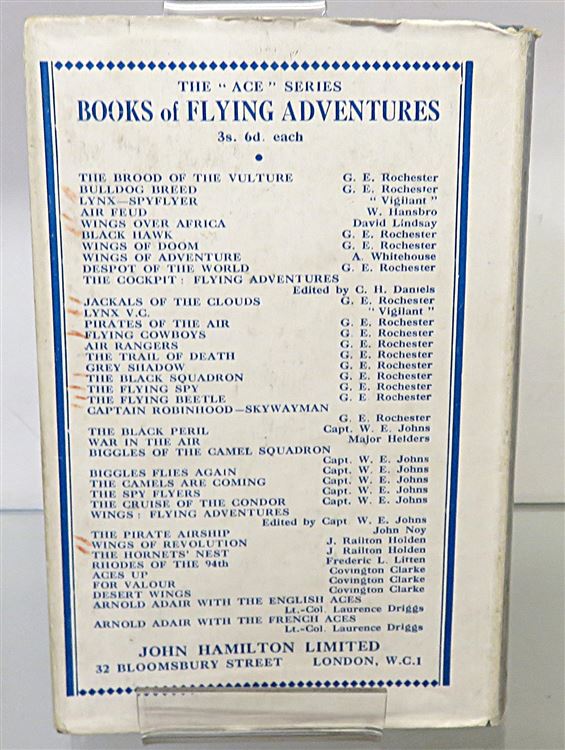 THE "ACE" SERIES
BOOKS of FLYING ADVENTURES
3s. 6d. each
THE BROOD OF THE VULTURE G. E. Rochester
BULLDOG BREED G. E. Rochester
LYNX—SPYFLYER "Vigilant"
AIR FEUD W. Hansbro
WINGS OVER AFRICA David Lindsay
BLACK HAWK G. E. Rochester
WINGS OF DOOM G. E. Rochester
WINGS OF ADVENTURE A. Whitehouse
DESPOT OF THE WORLD G. E. Rochester
THE COCKPIT: FLYING ADVENTURES
Edited by C. H. Daniels
JACKALS OF THE CLOUDS G. E. Rochester
LYNX V.C. "Vigilant"
PIRATES OF THE AIR G. E. Rochester
FLYING COWBOYS G. E. Rochester
AIR RANGERS G. E. Rochester
THE TRAIL OF DEATH G. E. Rochester
GREY SHADOW G. E. Rochester
THE BLACK SQUADRON G. E. Rochester
THE FLYING SPY G. E. Rochester
THE FLYING BEETLE G. E Rochester
CAPTAIN ROBINHOOD—SKYWAYMAN
G. E. Rochester
THE BLACK PERIL Capt. W. E. Johns
WAR IN THE AIR Major Helders
BIGGLES OF THE CAMEL SQUADRON
Capt. W. E. Johns
BIGGLES FLIES AGAIN Capt. W. E. Johns
THE CAMELS ARE COMING Capt. W. E. Johns
THE SPY FLYERS Capt. W. E. Johns
THE CRUISE OF THE CONDOR Capt. W. E. Johns
WINGS: FLYING ADVENTURES
Edited by Capt. W. E. Johns
THE PIRATE AIRSHIP John Noy
WINGS OF REVOLUTION J. Railton Holden
THE HORNETS' NEST J. Railton Holden
RHODES OF THE 94th Frederic L. Litten
ACES UP Covington Clarke
FOR VALOUR Covington Clarke
DESERT WINGS Covington Clarke
ARNOLD ADAIR WITH THE ENGLISH ACES
Lt.-Col. Laurence Driggs
ARNOLD ADAIR WITH THE FRENCH ACES
Lt.-Col. Laurence Driggs
JOHN HAMILTON LIMITED
32 BLOOMSBURY STREET LONDON, W.C.1